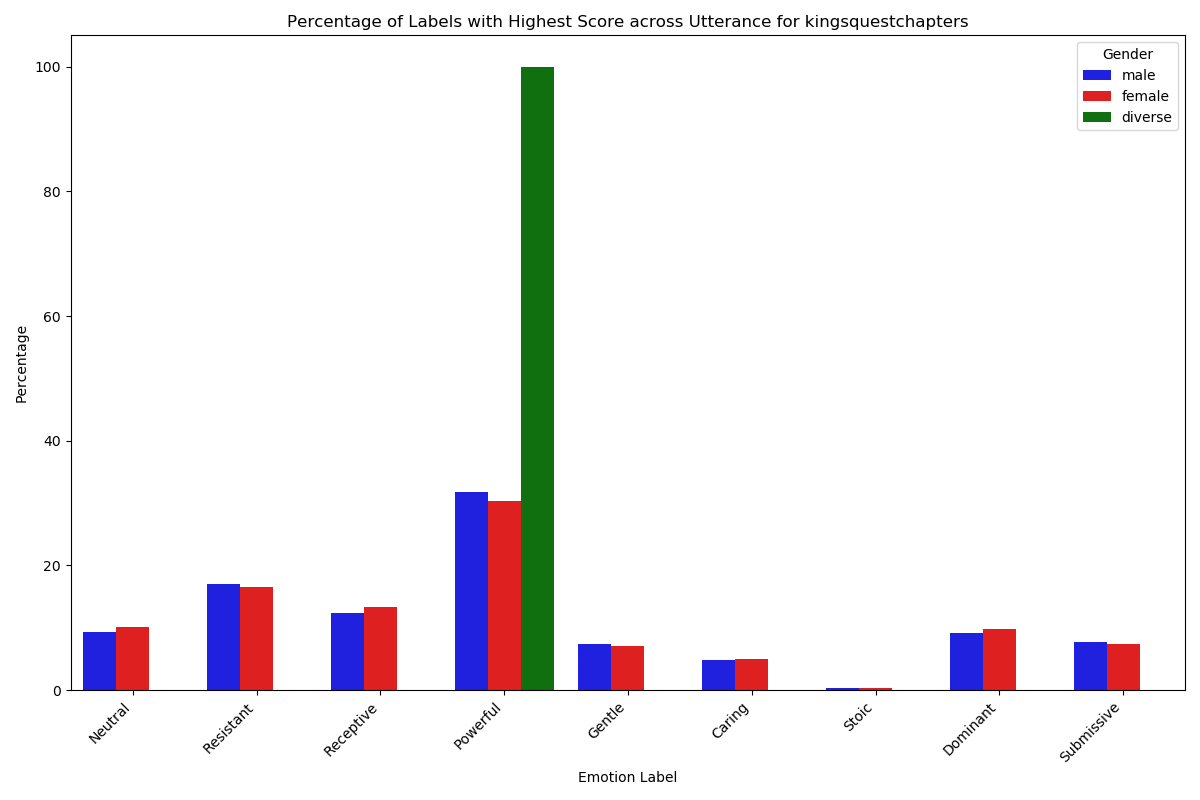 Percentage of Labels with Highest Score across Utterance for kingsquestchapters
Gender
male
female
diverse
100
80
60
40
20
0
Percentage
Neutral
Resistant
Receptive
Powerful
Gentle
Caring
Stoic
Dominant
Submissive
Emotion Label